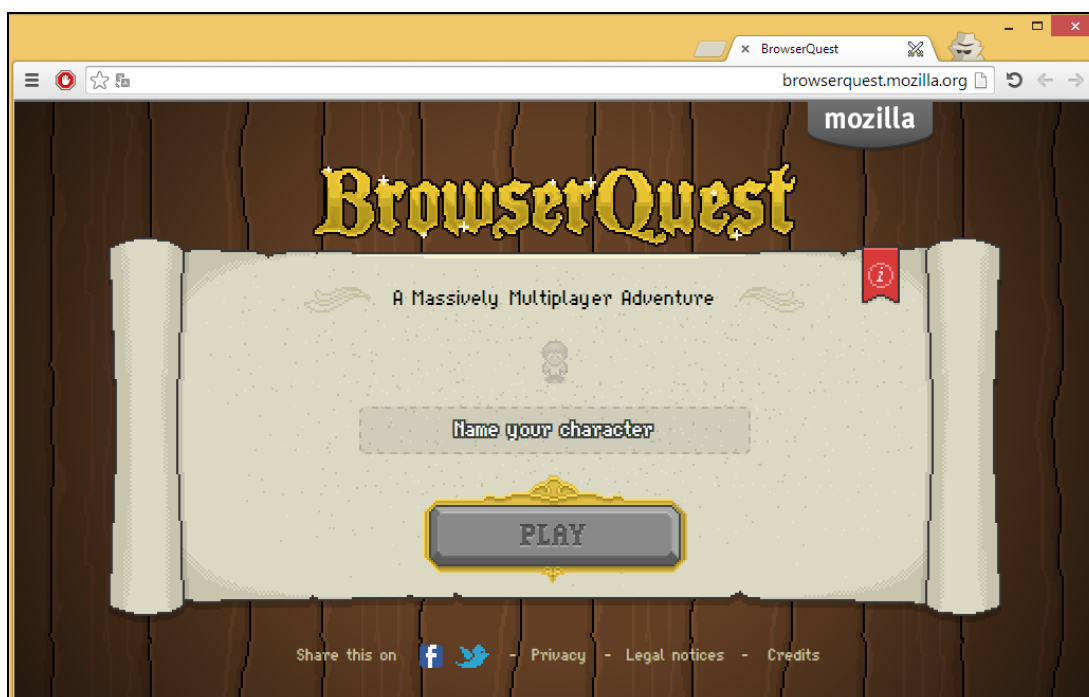 BrowserQuest
browserquest.mozilla.org
mozilla
BrowserQuest
A Massively Multiplayer Adventure
Name your character
PLAY
Share this on - Privacy - Legal notices - Credits